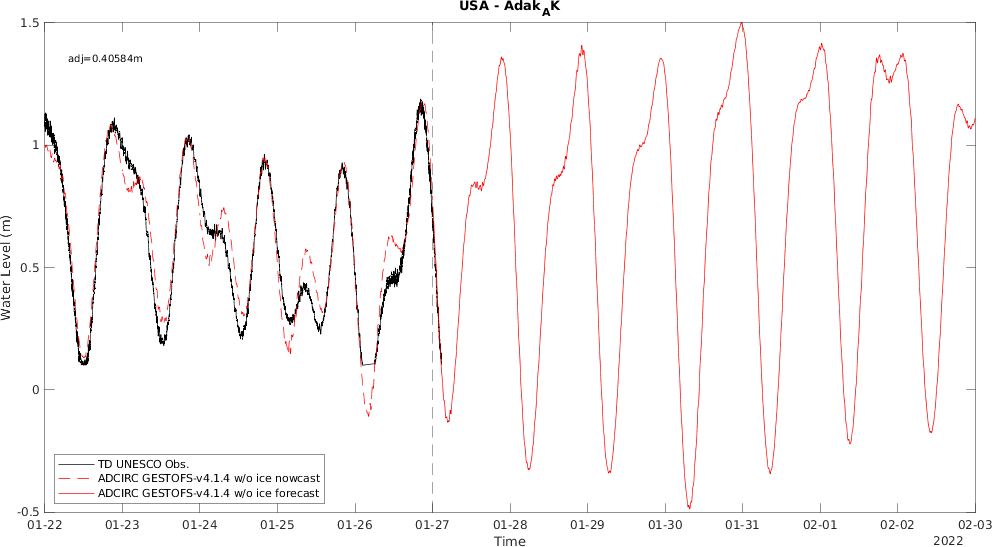 USA - Adak AK
adj=0.40584m
1.5
1
0.5
0
-0.5
Water Level (m)
TD UNESCO Obs.
ADCIRC GESTOFS-v4.1.4 w/o ice nowcast
ADCIRC GESTOFS-v4.1.4 w/o ice forecast
01-22 01-23 01-24 01-25 01-26 01-27 01-28 01-29 01-30 01-31 02-01 02-02 02-03
Time
2022